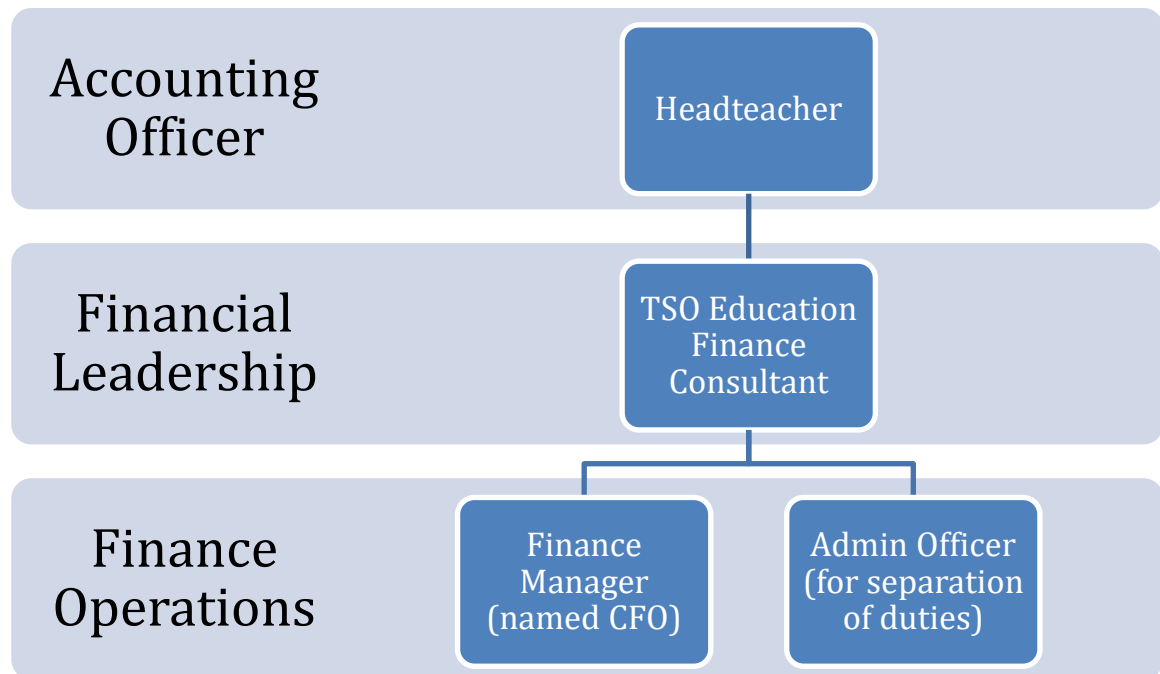 Accounting
Officer
Headteacher
Financial
Leadership
TSO Education
Finance
Consultant
Finance
Operations
Finance
Manager
(named CFO)
Admin Officer
(for separation
of duties)